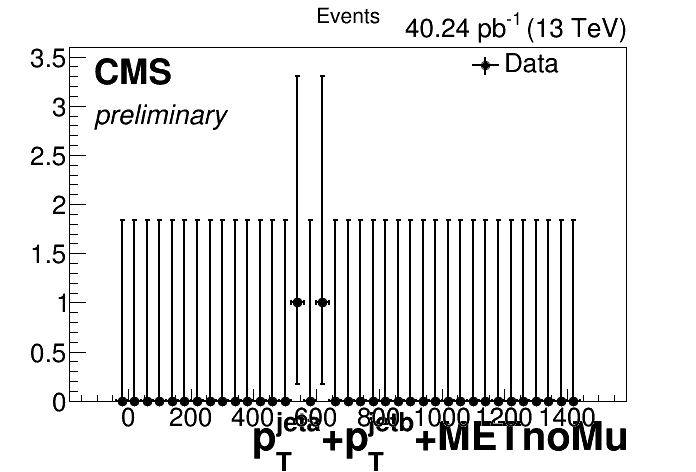 Events
40.24 pb-1 (13 TeV)
CMS
preliminary
Data
3.5
3
2.5
2
1.5
1
0.5
0
0 200 400 600 800 1000 1200 1400
pTjeta+pTjetb+METnoMu